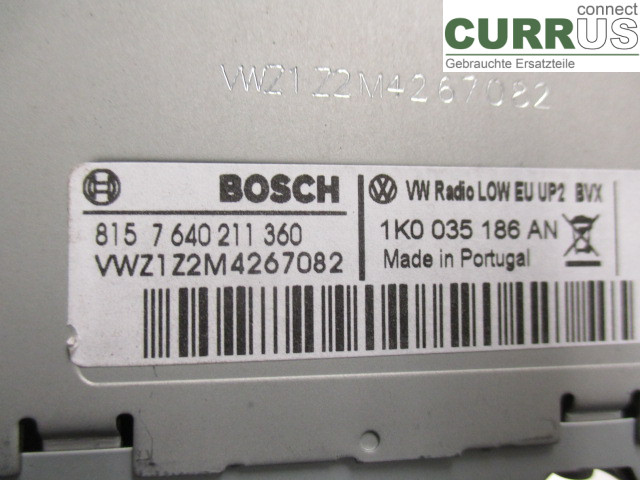 connect
CURRUS
Gebrauchte Ersatzteile
VWZ1Z2M4267082
BOSCH
815 7 640 211 360
VWZ1Z2M4267082
VW Radio LOW EU UP2 BVX
1K0 035 186 AN
Made in Portugal